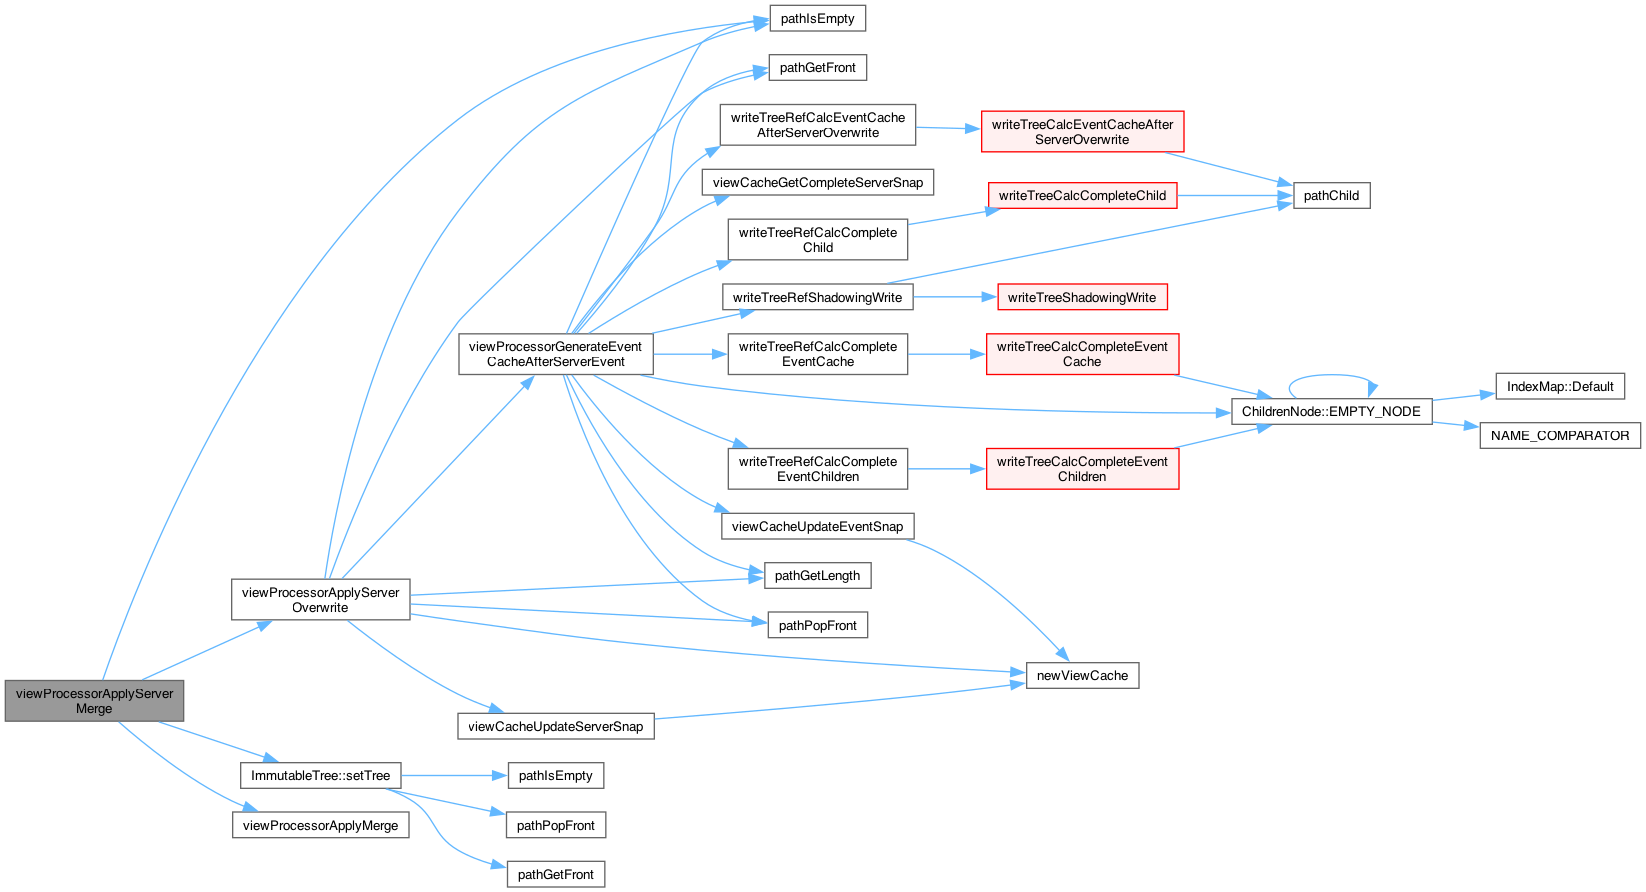 pathIsEmpty
pathGetFront
writeTreeRefCalcEventCache
AfterServerOverwrite
writeTreeCalcEventCacheAfter
ServerOverwrite
viewCacheGetCompleteServerSnap
writeTreeCalcCompleteChild
pathChild
writeTreeRefCalcComplete
Child
writeTreeRefShadowingWrite
writeTreeShadowingWrite
viewProcessorGenerateEvent
CacheAfterServerEvent
writeTreeRefCalcComplete
EventCache
writeTreeCalcCompleteEvent
Cache
IndexMap::Default
ChildrenNode::EMPTY_NODE
NAME_COMPARATOR
writeTreeRefCalcComplete
EventChildren
writeTreeCalcCompleteEvent
Children
viewCacheUpdateEventSnap
pathGetLength
viewProcessorApplyServer
Overwrite
pathPopFront
newViewCache
viewProcessorApplyServer
Merge
viewCacheUpdateServerSnap
ImmutableTree::setTree
pathIsEmpty
viewProcessorApplyMerge
pathPopFront
pathGetFront